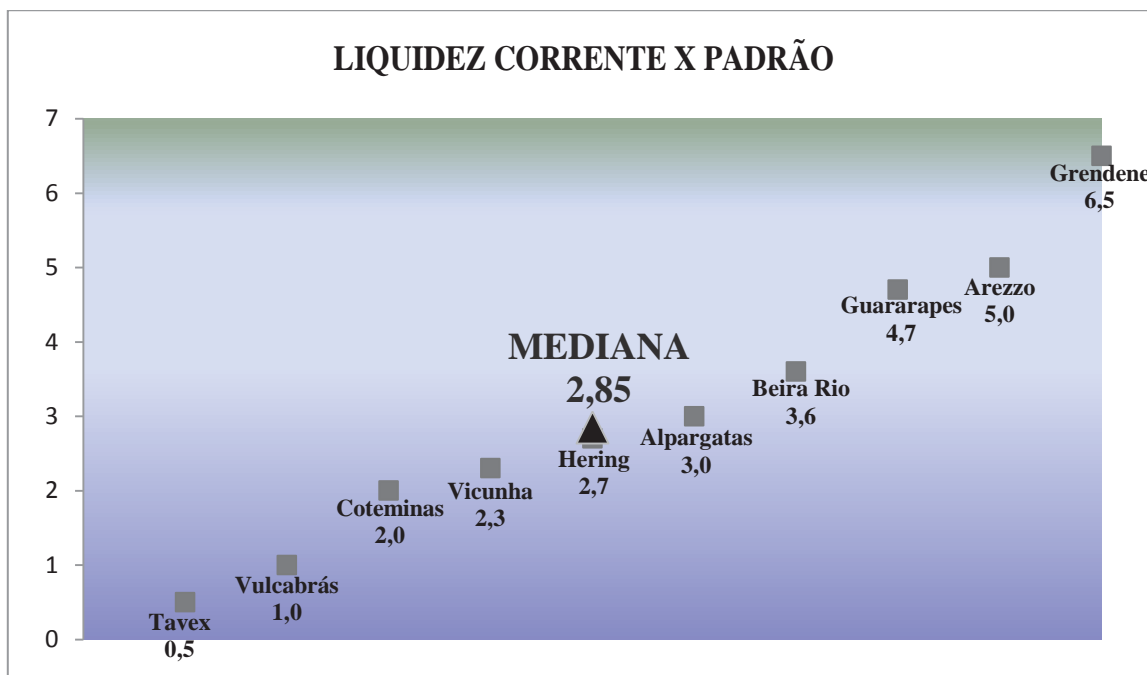 LIQUIDEZ CORRENTE X PADRÃO
7
6
5
4
3
2
1
0
Grendene
6,5
Arezzo
5,0
Guararapes
4,7
MEDIANA
2,85
Beira Rio
3,6
Alpargatas
3,0
Hering
2,7
Vicunha
2,3
Coteminas
2,0
Vulcabrás
1,0
Tavex
0,5